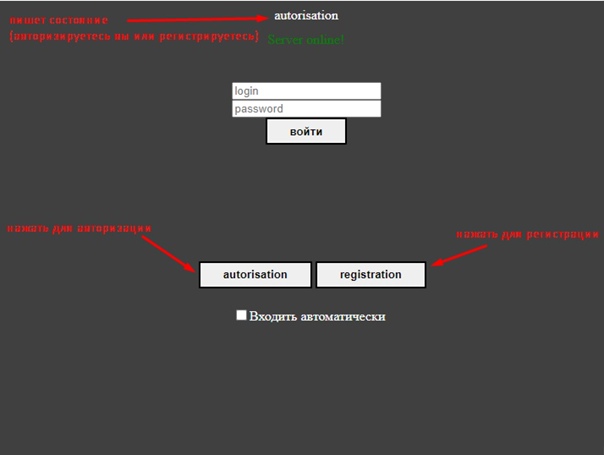 пишет состояние
autorisation
(авторизируетесь вы или регистрируетесь)
Server online!
login
password
войти
нажать для авторизации
нажать для регистрации
autorisation
registration
Входить автоматически